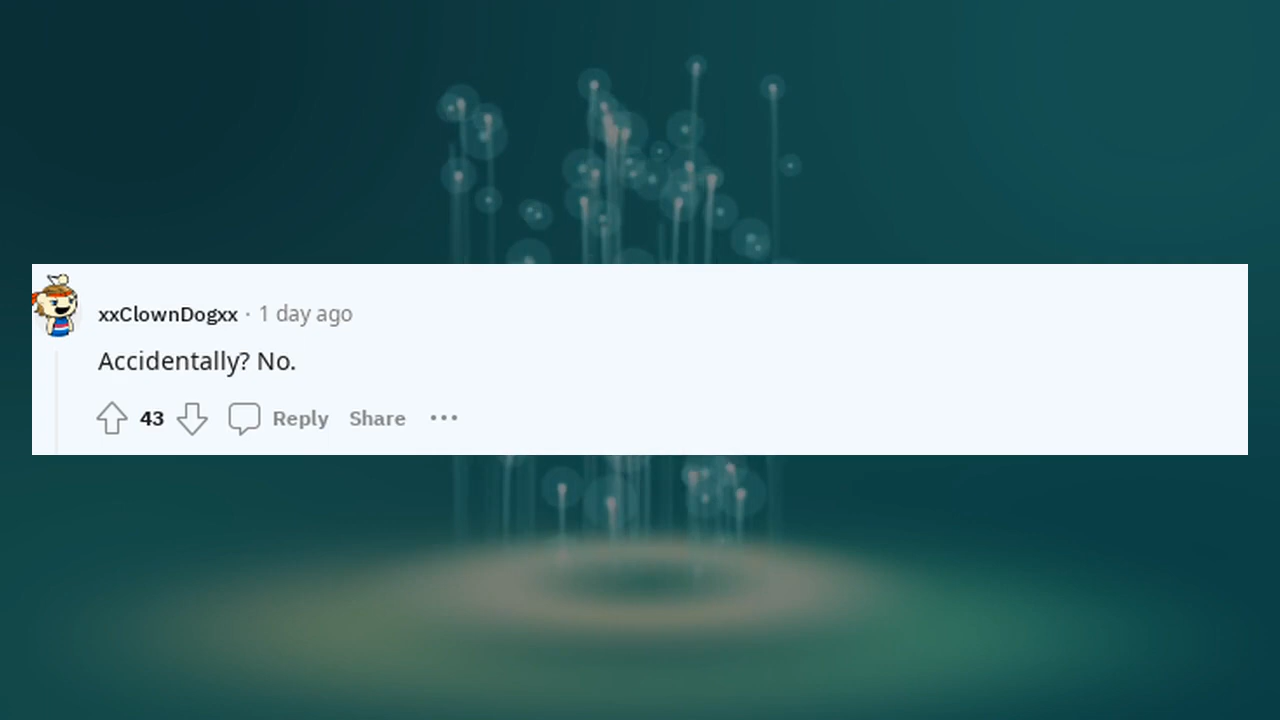 xxClownDogxx · 1 day ago
Accidentally? No.
43 Reply Share ···